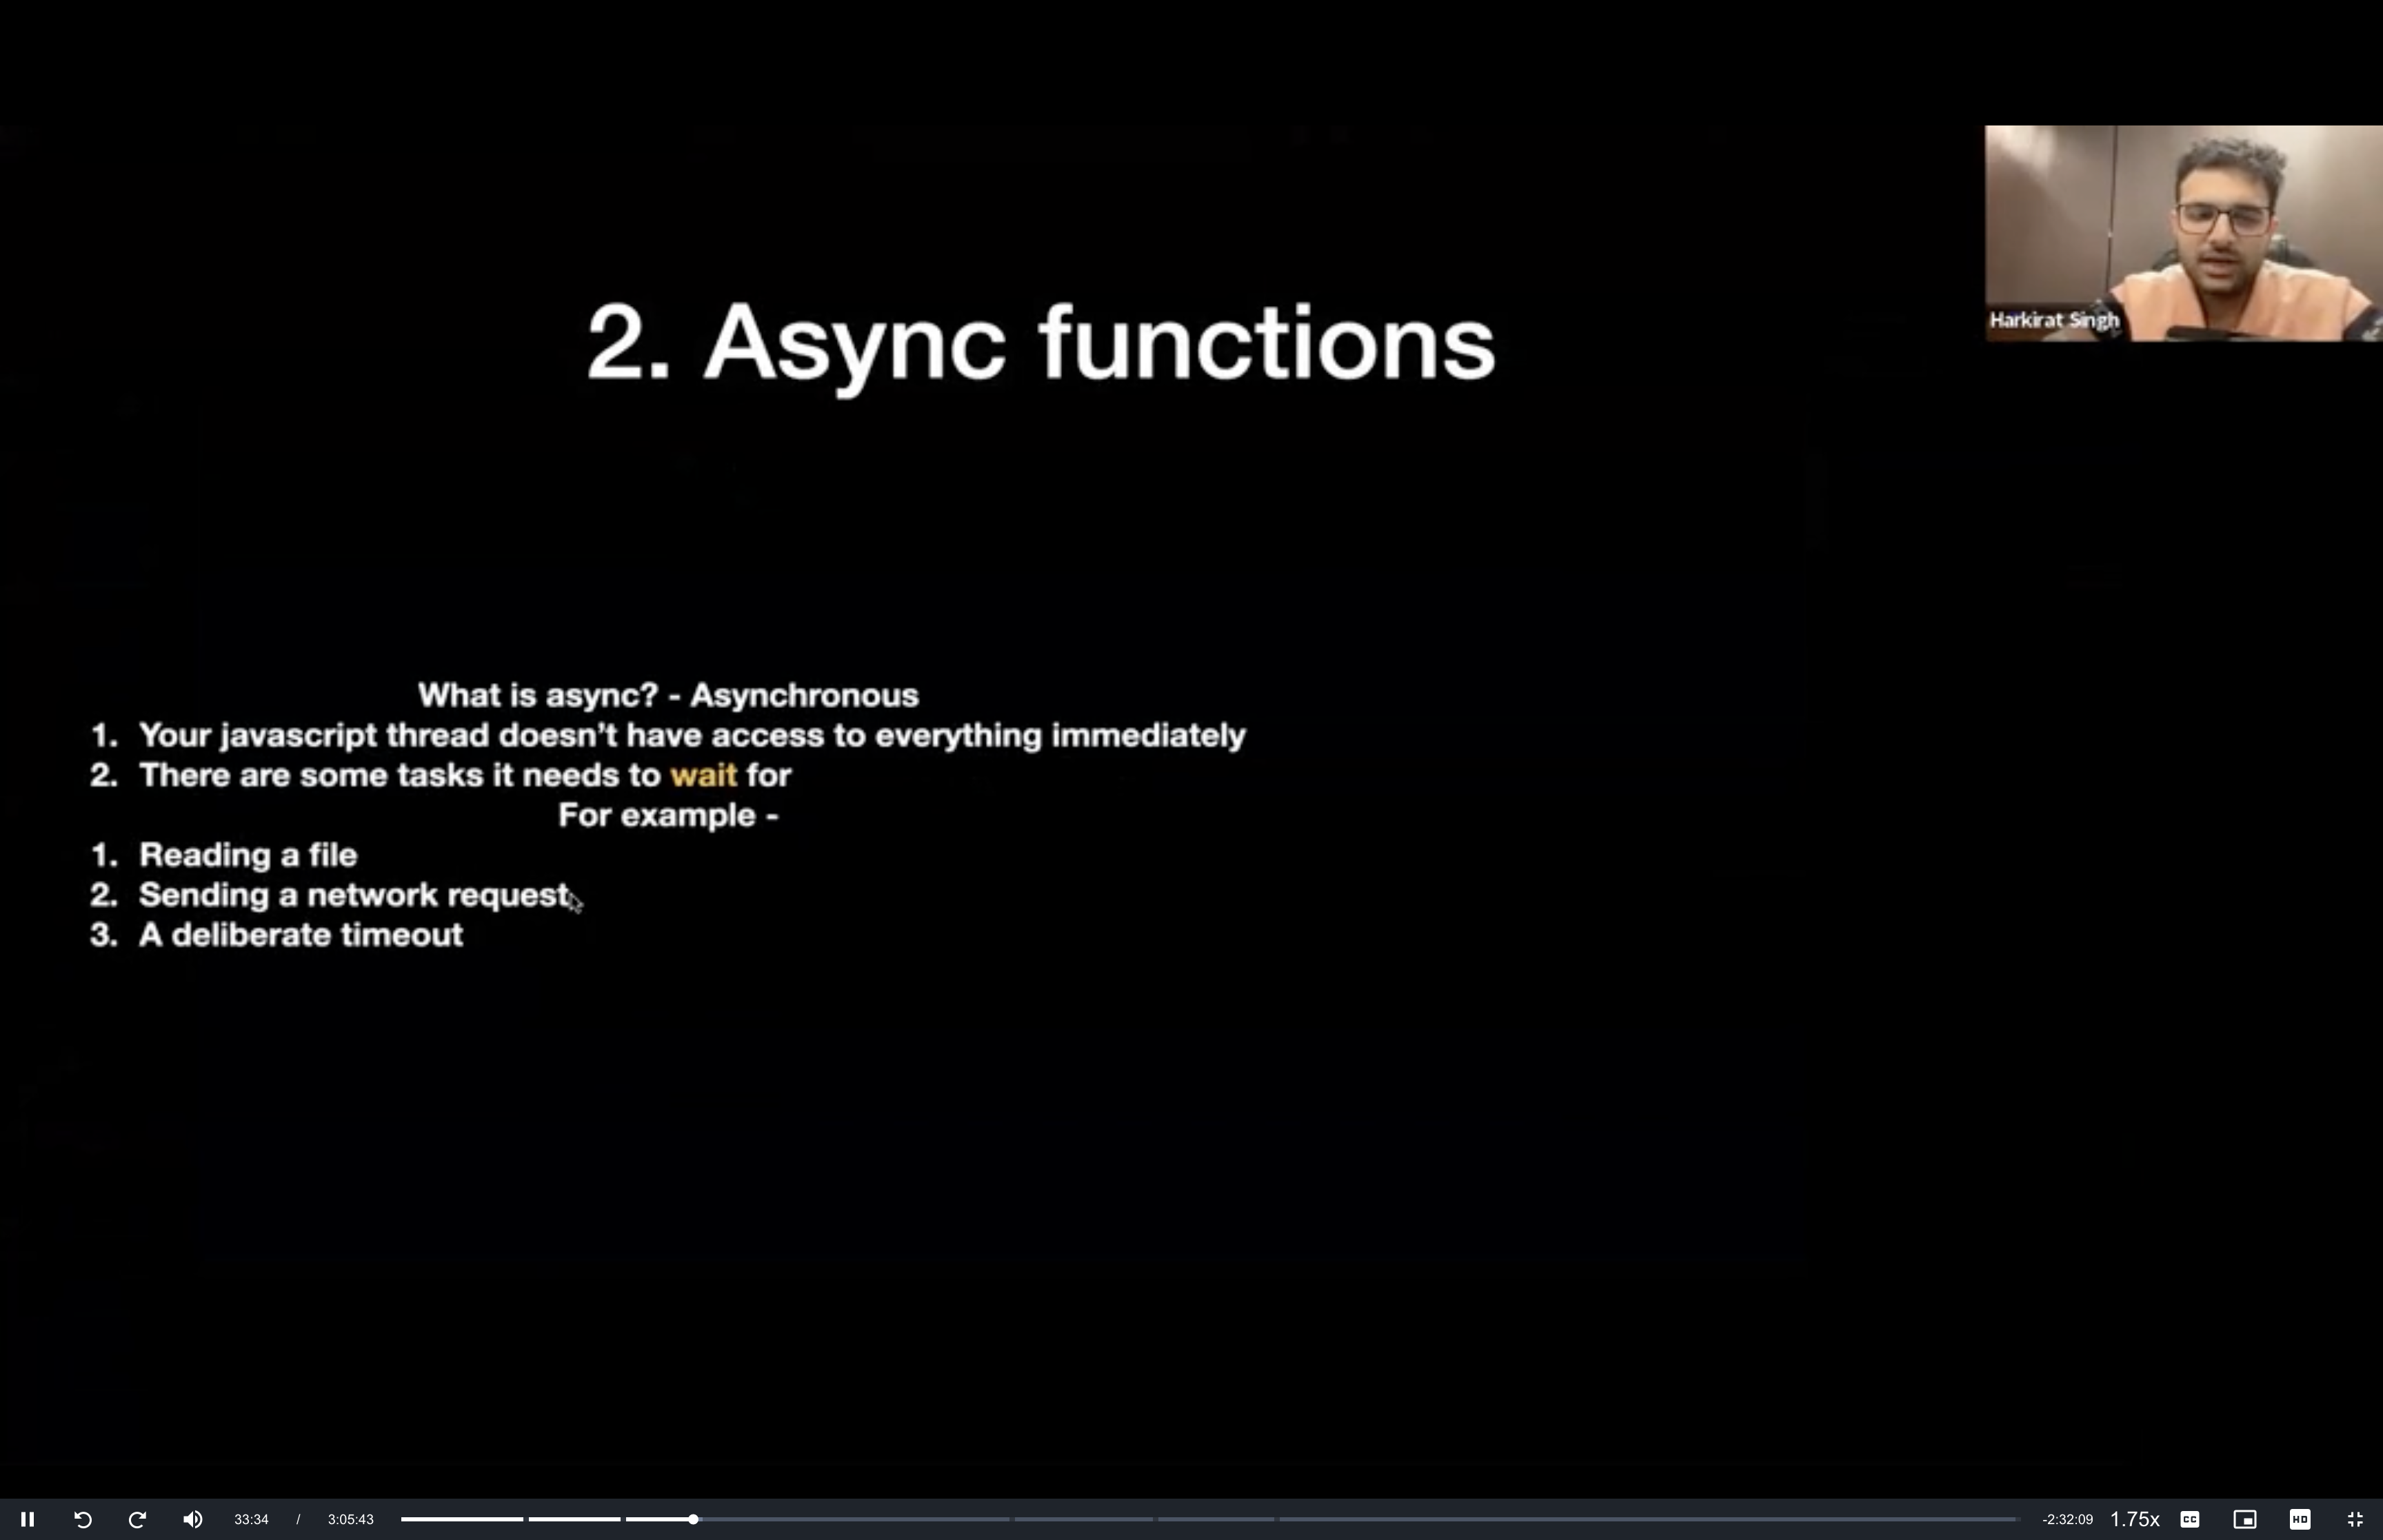 2. Async functions
Harkirat Singh
What is async? - Asynchronous
1. Your javascript thread doesn't have access to everything immediately
2. There are some tasks it needs to wait for
For example -
1. Reading a file
2. Sending a network request
3. A deliberate timeout
33:34 / 3:05:43 -2:32:09 1.75x CC HD